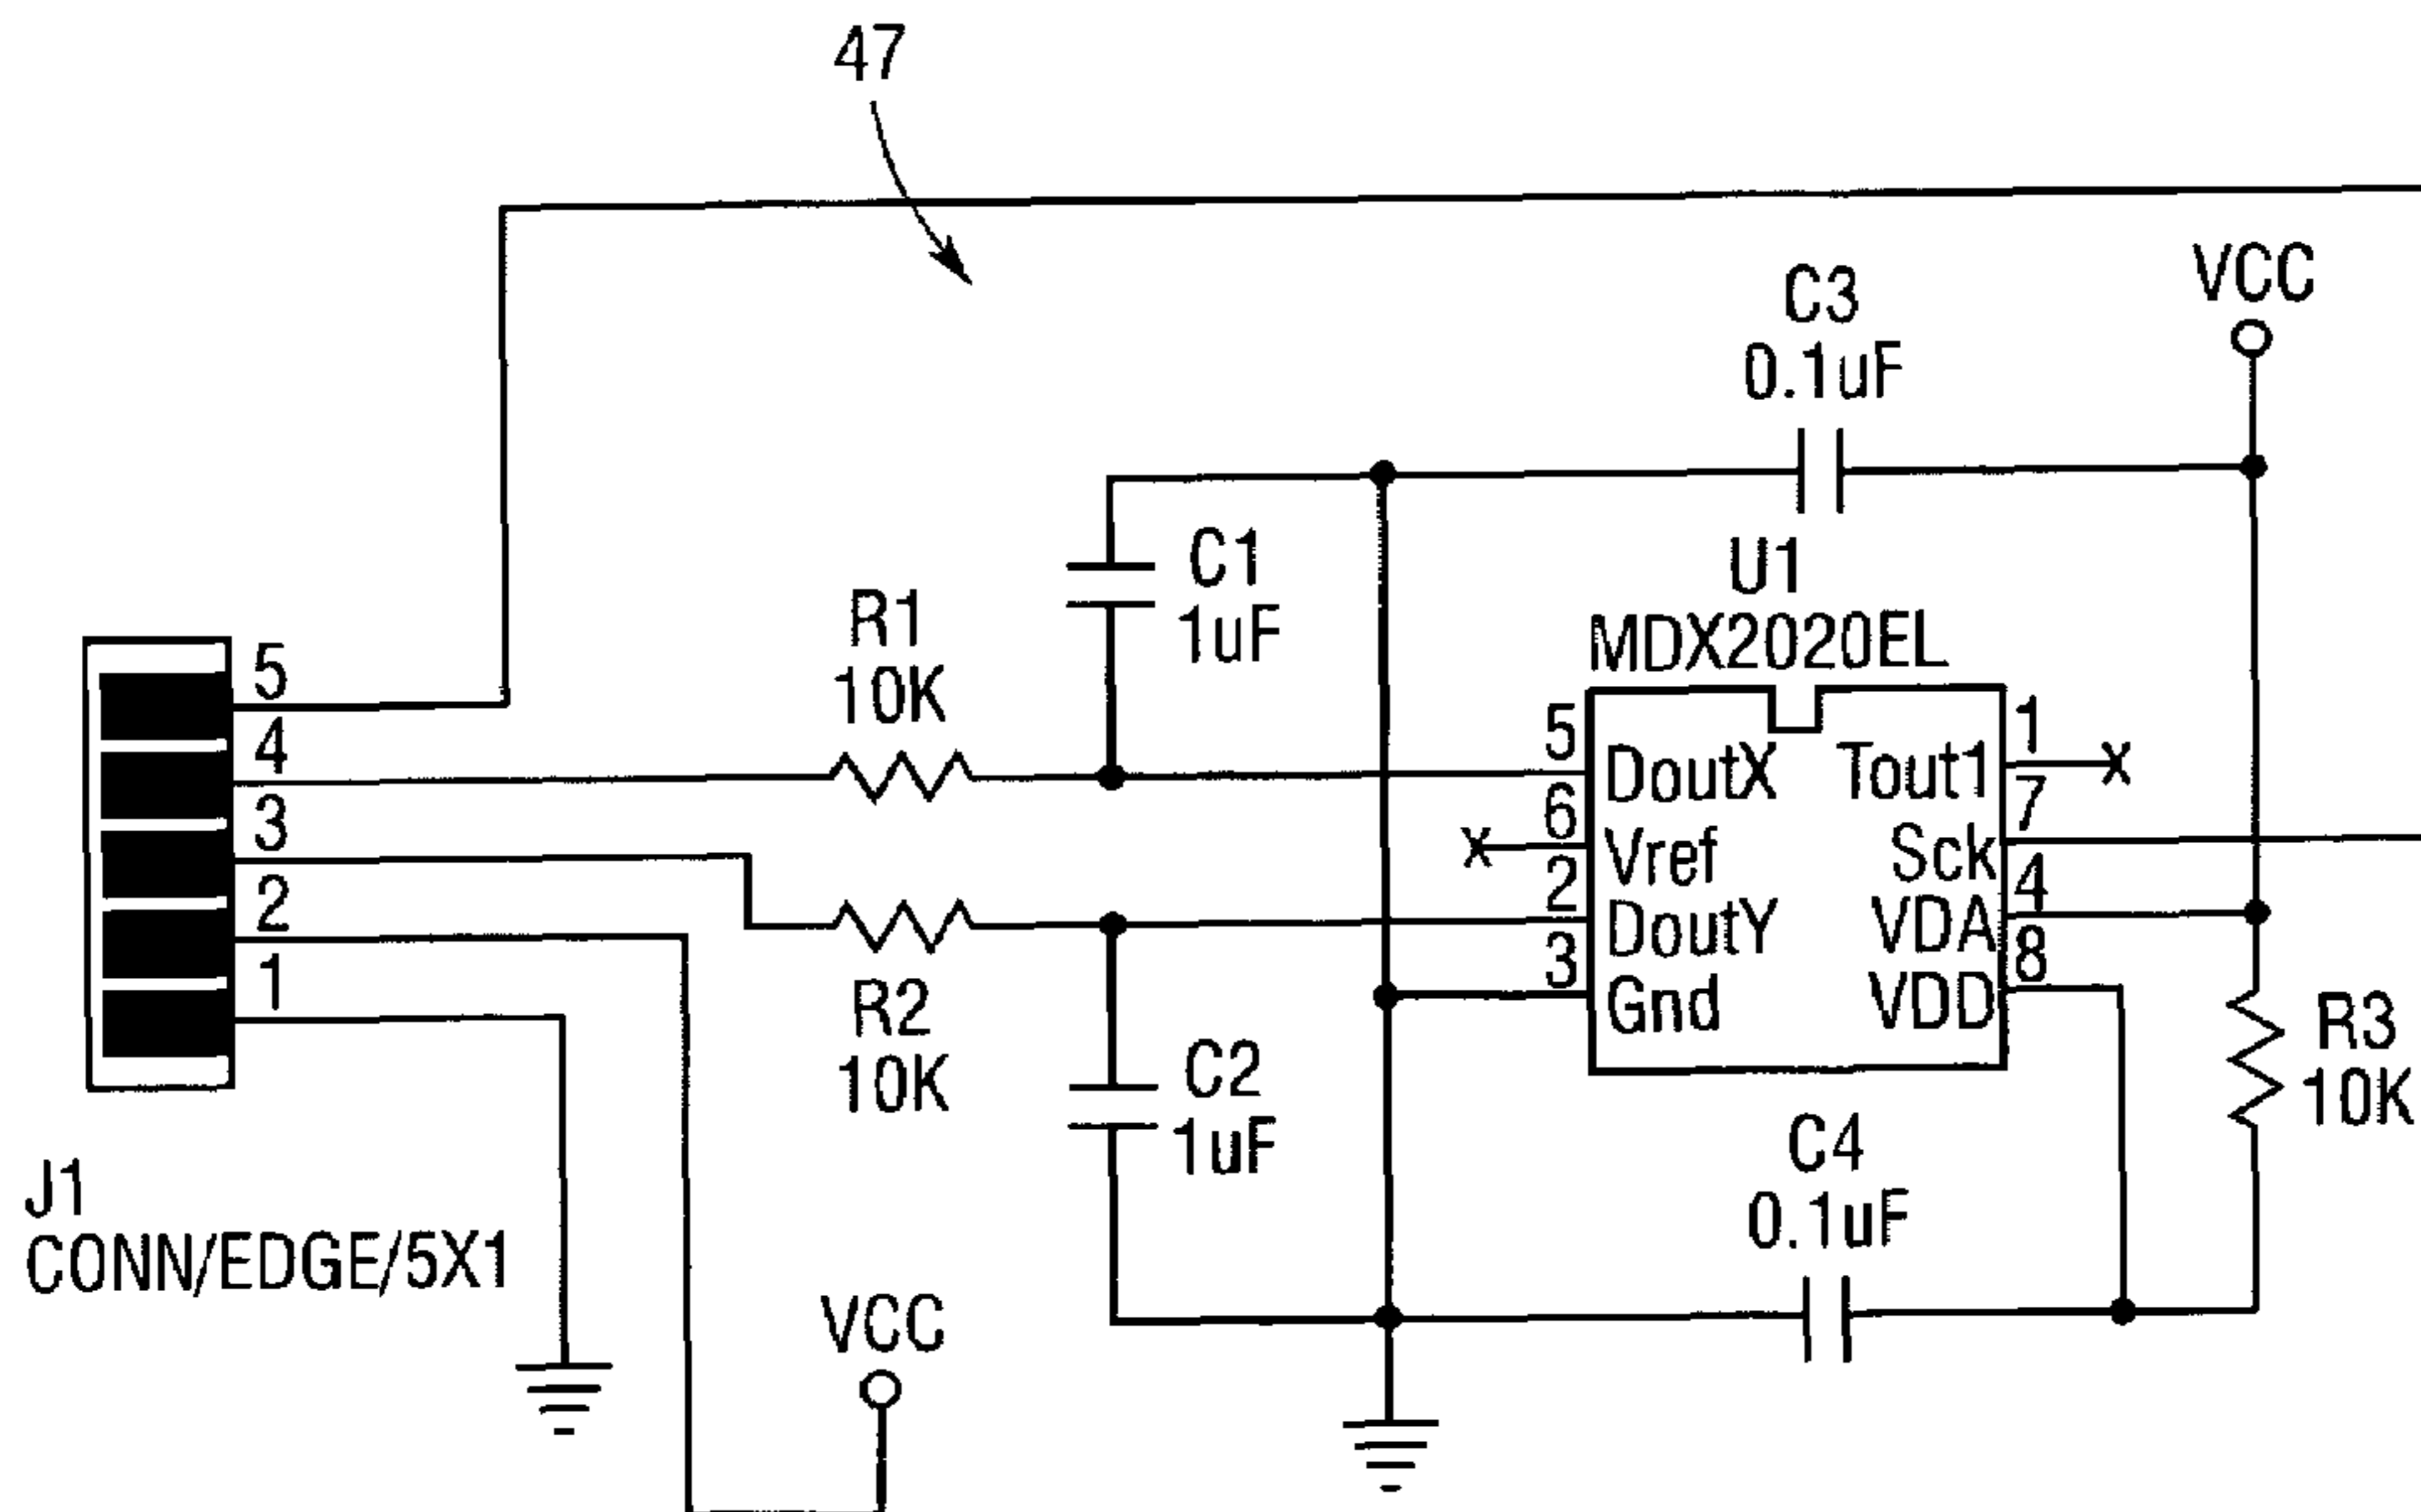 47
VCC
C3
0.1uF
C1
1uF
U1
MDX2020EL
R1
10K
5
4
3
2
1
5
6
2
3
DoutX
Vref
DoutY
Gnd
Tout1
Sck
VDA
VDD
1
7
4
8
x
x
R2
10K
C2
1uF
R3
10K
C4
0.1uF
J1
CONN/EDGE/5X1
VCC